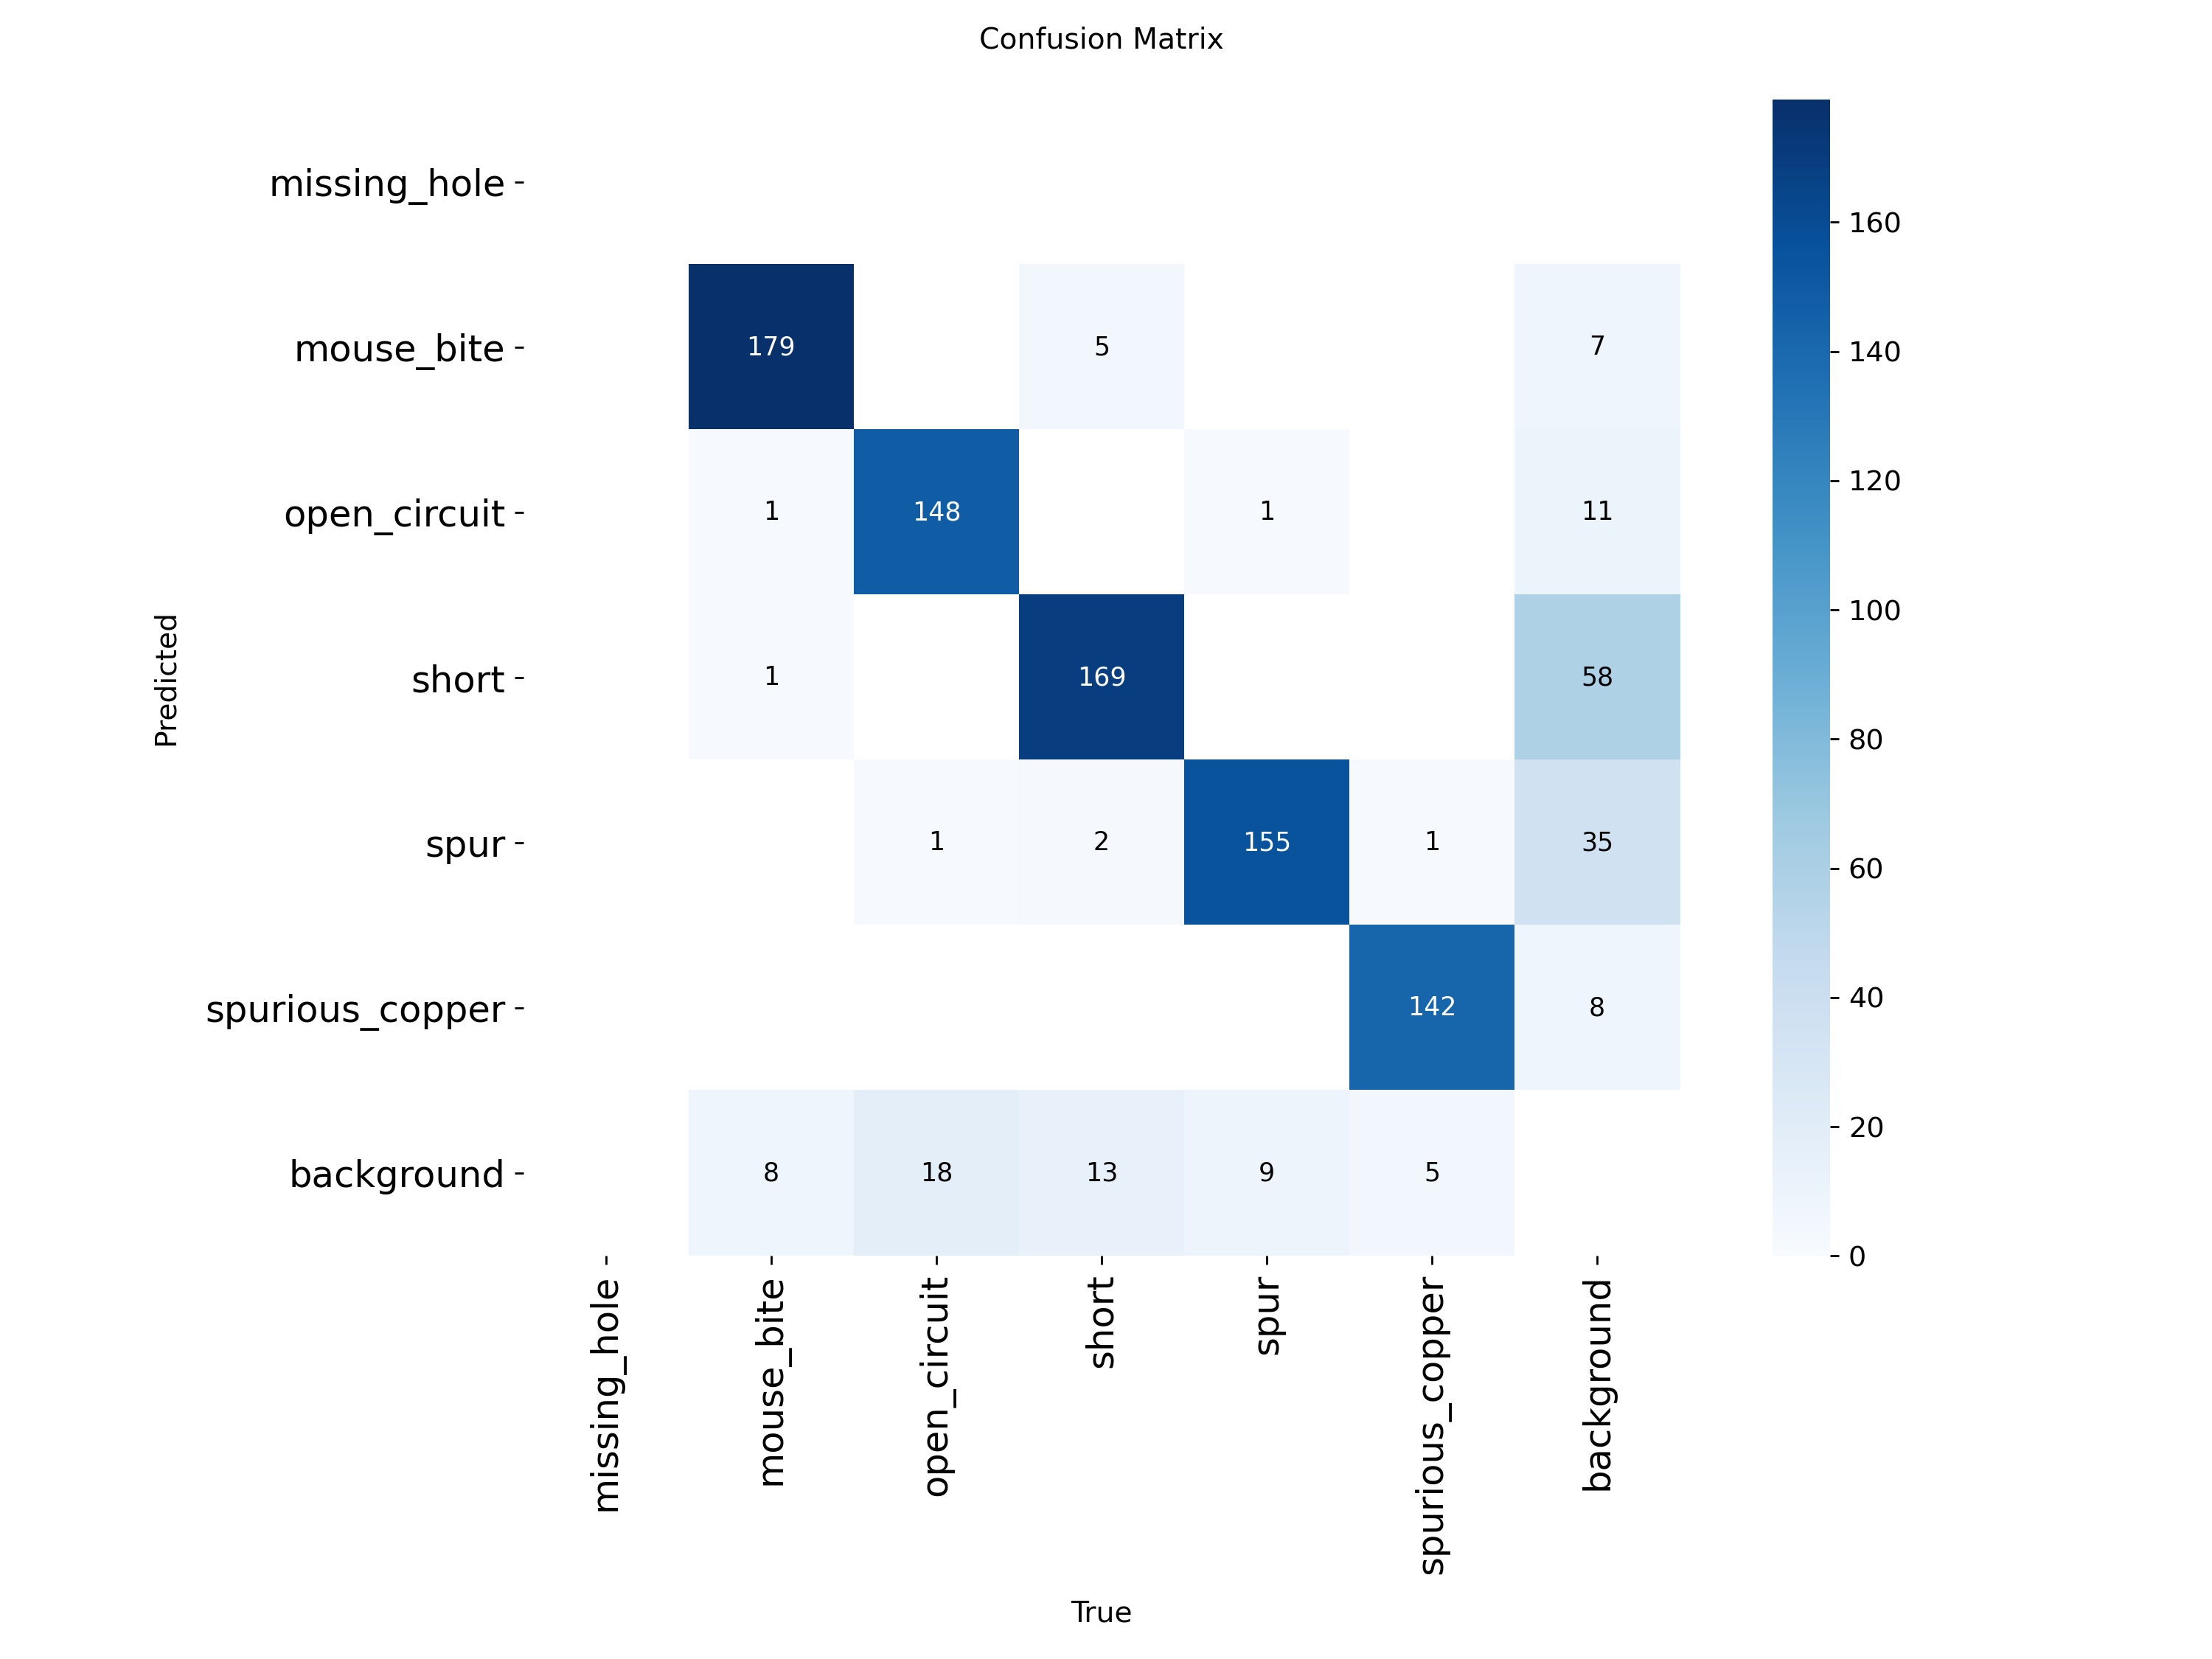 Confusion Matrix
missing_hole
mouse_bite 179 5 7
open_circuit 1 148 1 11
short 1 169 58
spur 1 2 155 1 35
spurious_copper 142 8
background 8 18 13 9 5
Predicted
missing_hole
mouse_bite
open_circuit
short
spur
spurious_copper
background
True
160
140
120
100
80
60
40
20
0